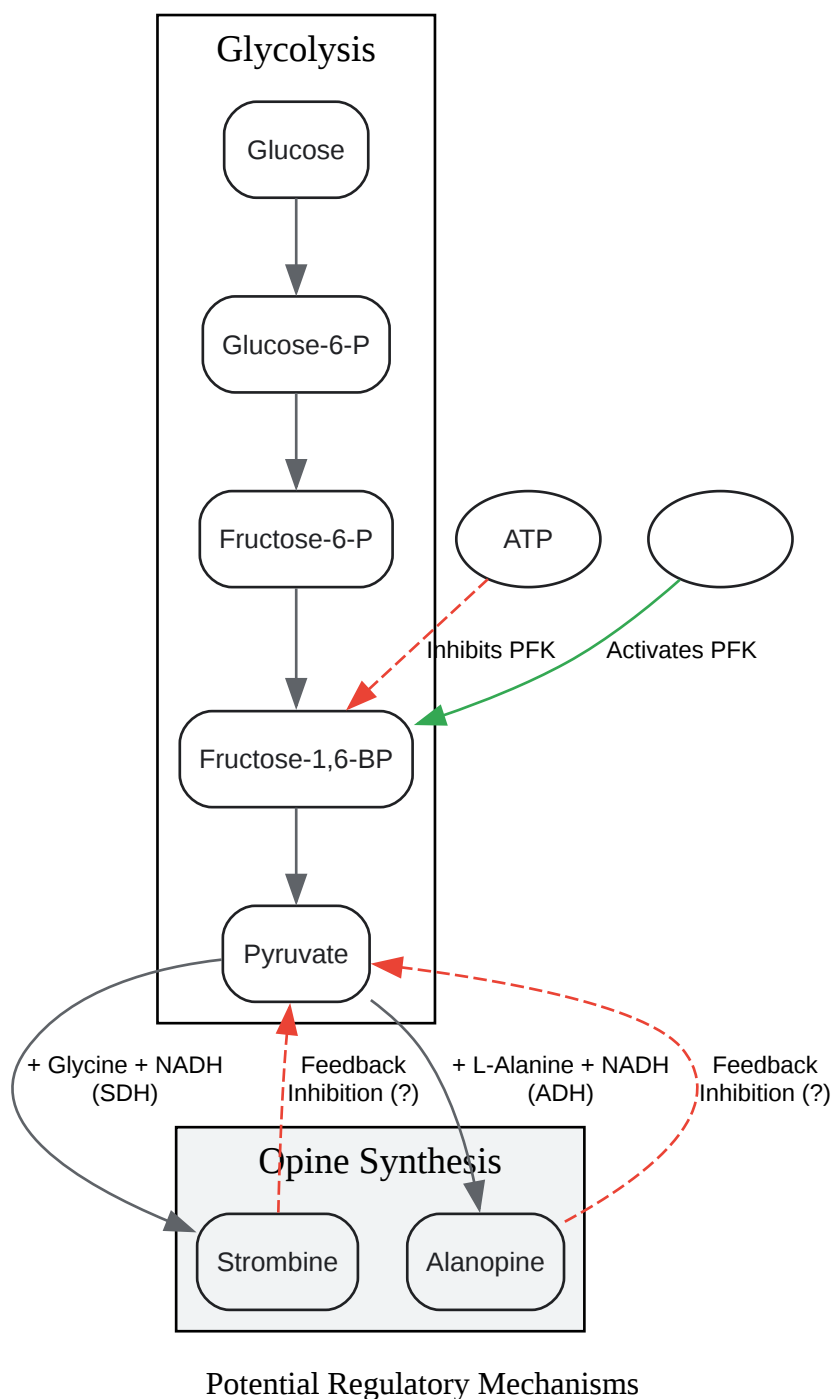 Glycolysis
Glucose
Glucose-6-P
Fructose-6-P
ATP
Inhibits PFK
Activates PFK
Fructose-1,6-BP
Pyruvate
+ Glycine + NADH
(SDH)
Feedback
Inhibition (?)
+ L-Alanine + NADH
(ADH)
Feedback
Inhibition (?)
Opine Synthesis
Strombine
Alanopine
Potential Regulatory Mechanisms